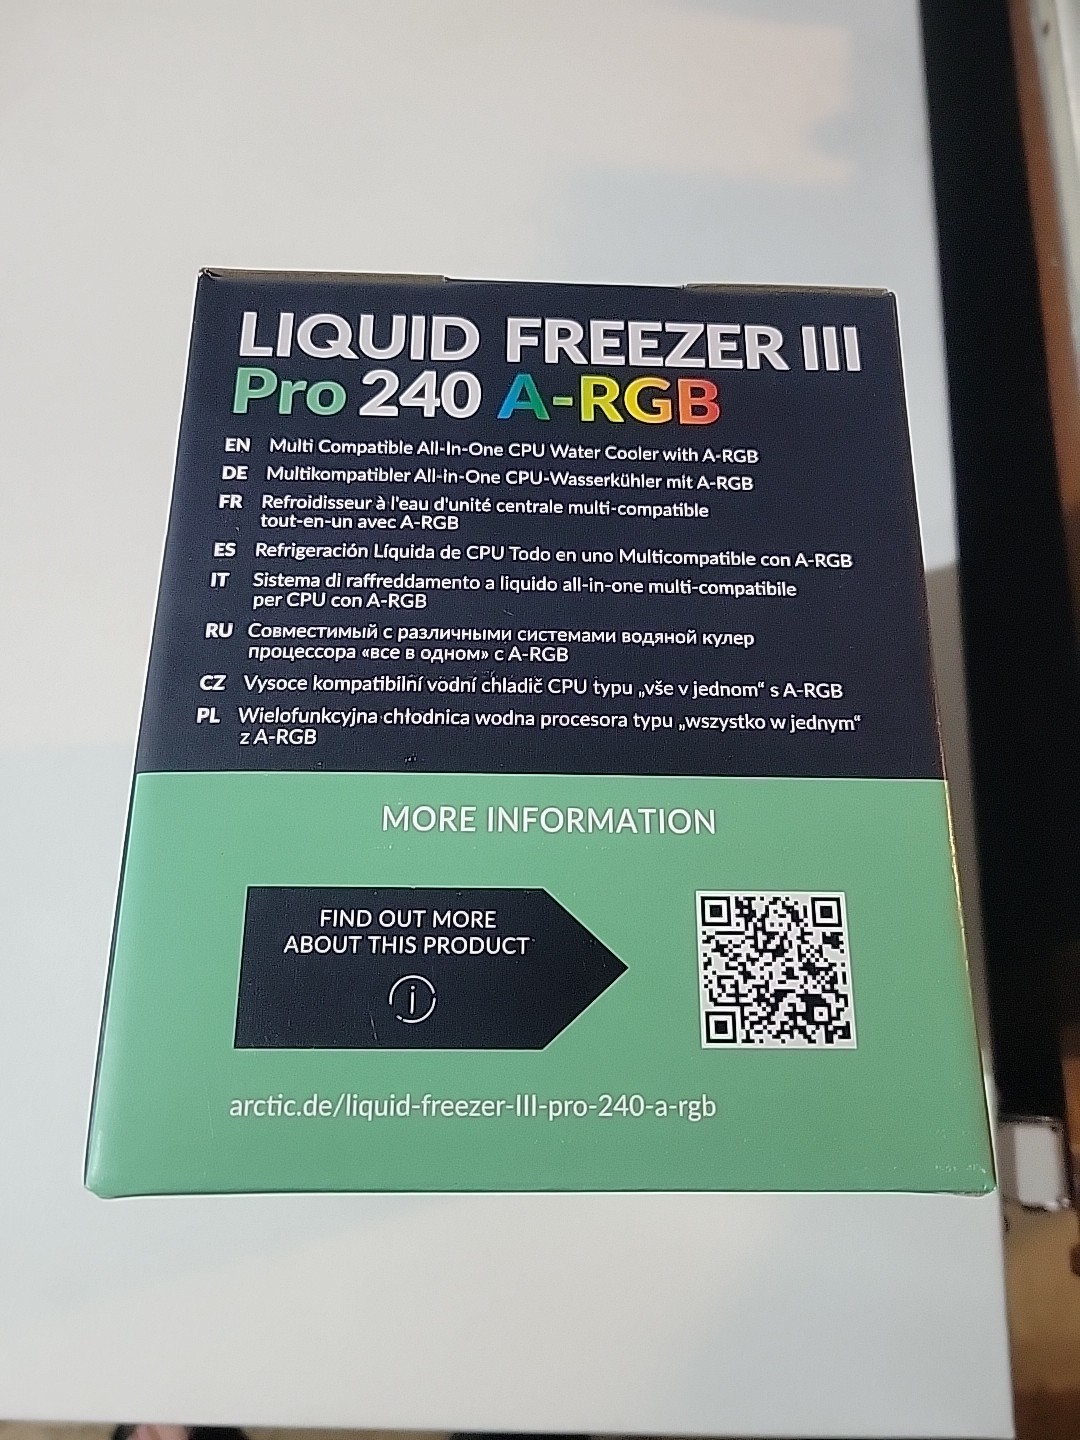 LIQUID FREEZER III
Pro 240 A-RGB
EN Multi Compatible All-In-One CPU Water Cooler with A-RGB
DE Multikompatibler All-in-One CPU-Wasserkühler mit A-RGB
FR Refroidisseur à l'eau d'unité centrale multi-compatible
tout-en-un avec A-RGB
ES Refrigeración Líquida de CPU Todo en uno Multicompatible con A-RGB
IT Sistema di raffreddamento a liquido all-in-one multi-compatibile
per CPU con A-RGB
RU Совместимый с различными системами водяной кулер
процессора «все в одном» с A-RGB
CZ Vysoce kompatibilní vodní chladič CPU typu „vše v jednom“ s A-RGB
PL Wielofunkcyjna chłodnica wodna procesora typu „wszystko w jednym“
z A-RGB
MORE INFORMATION
FIND OUT MORE
ABOUT THIS PRODUCT
i
arctic.de/liquid-freezer-III-pro-240-a-rgb